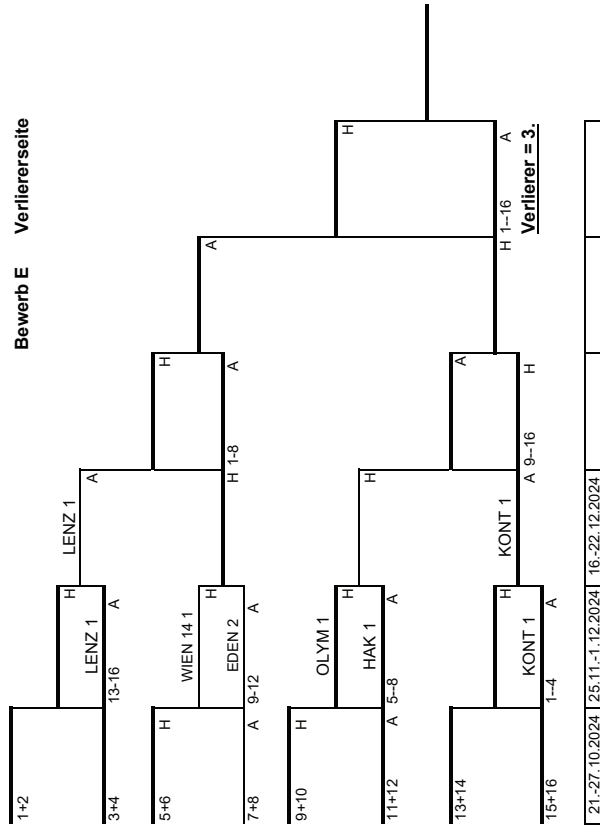 Bewerb E    Verliererseite
1+2
3+4
5+6
7+8
9+10
11+12
13+14
15+16
H
A
H
A
LENZ 1
13-16
H
A
WIEN 14 1
EDEN 2
9-12
H
A
OLYM 1
HAK 1
5--8
H
A
KONT 1
1--4
H
A
LENZ 1
A
H 1-8
H
KONT 1
A 9--16
H
A
A
H
A
H 1--16
H
A
Verlierer = 3.
21.-27.10.2024
25.11.-1.12.2024
16.-22.12.2024